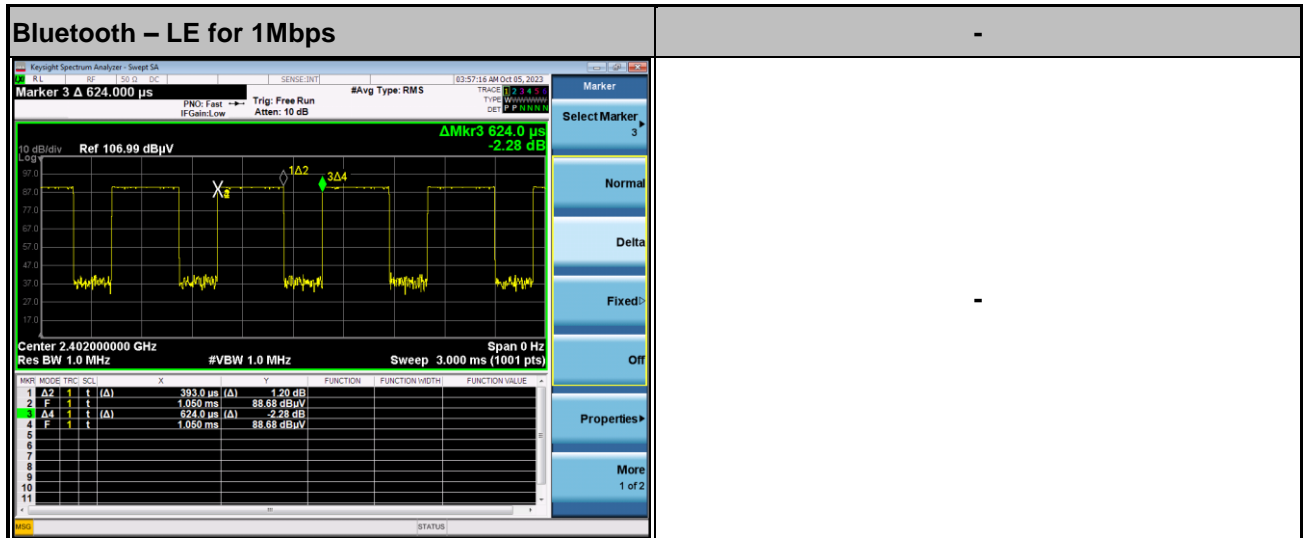 Bluetooth – LE for 1Mbps
-
Keysight Spectrum Analyzer - Swept SA
RL RF 50 Ω DC SENSE:INT 03:57:16 AM Oct 05, 2023
Marker 3 Δ 624.000 µs
PNO: Fast
IFGain:Low
Trig: Free Run
Atten: 10 dB
#Avg Type: RMS
TRACE 1 2 3 4 5 6
TYPE WWWWWW
DET P P N N N N
ΔMkr3 624.0 µs
-2.28 dB
10 dB/div Ref 106.99 dBµV
Log
97.0
87.0
77.0
67.0
57.0
47.0
37.0
27.0
17.0
X
1Δ2
3Δ4
Center 2.402000000 GHz Span 0 Hz
Res BW 1.0 MHz #VBW 1.0 MHz Sweep 3.000 ms (1001 pts)
MKR MODE TRC SCL X Y FUNCTION FUNCTION WIDTH FUNCTION VALUE
1 Δ2 1 t (Δ) 393.0 µs (Δ) 1.20 dB
2 F 1 t 1.050 ms 88.68 dBµV
3 Δ4 1 t (Δ) 624.0 µs (Δ) -2.28 dB
4 F 1 t 1.050 ms 88.68 dBµV
5
6
7
8
9
10
11
MSG STATUS
Marker
Select Marker
3
Normal
Delta
Fixed
Off
Properties
More
1 of 2
-